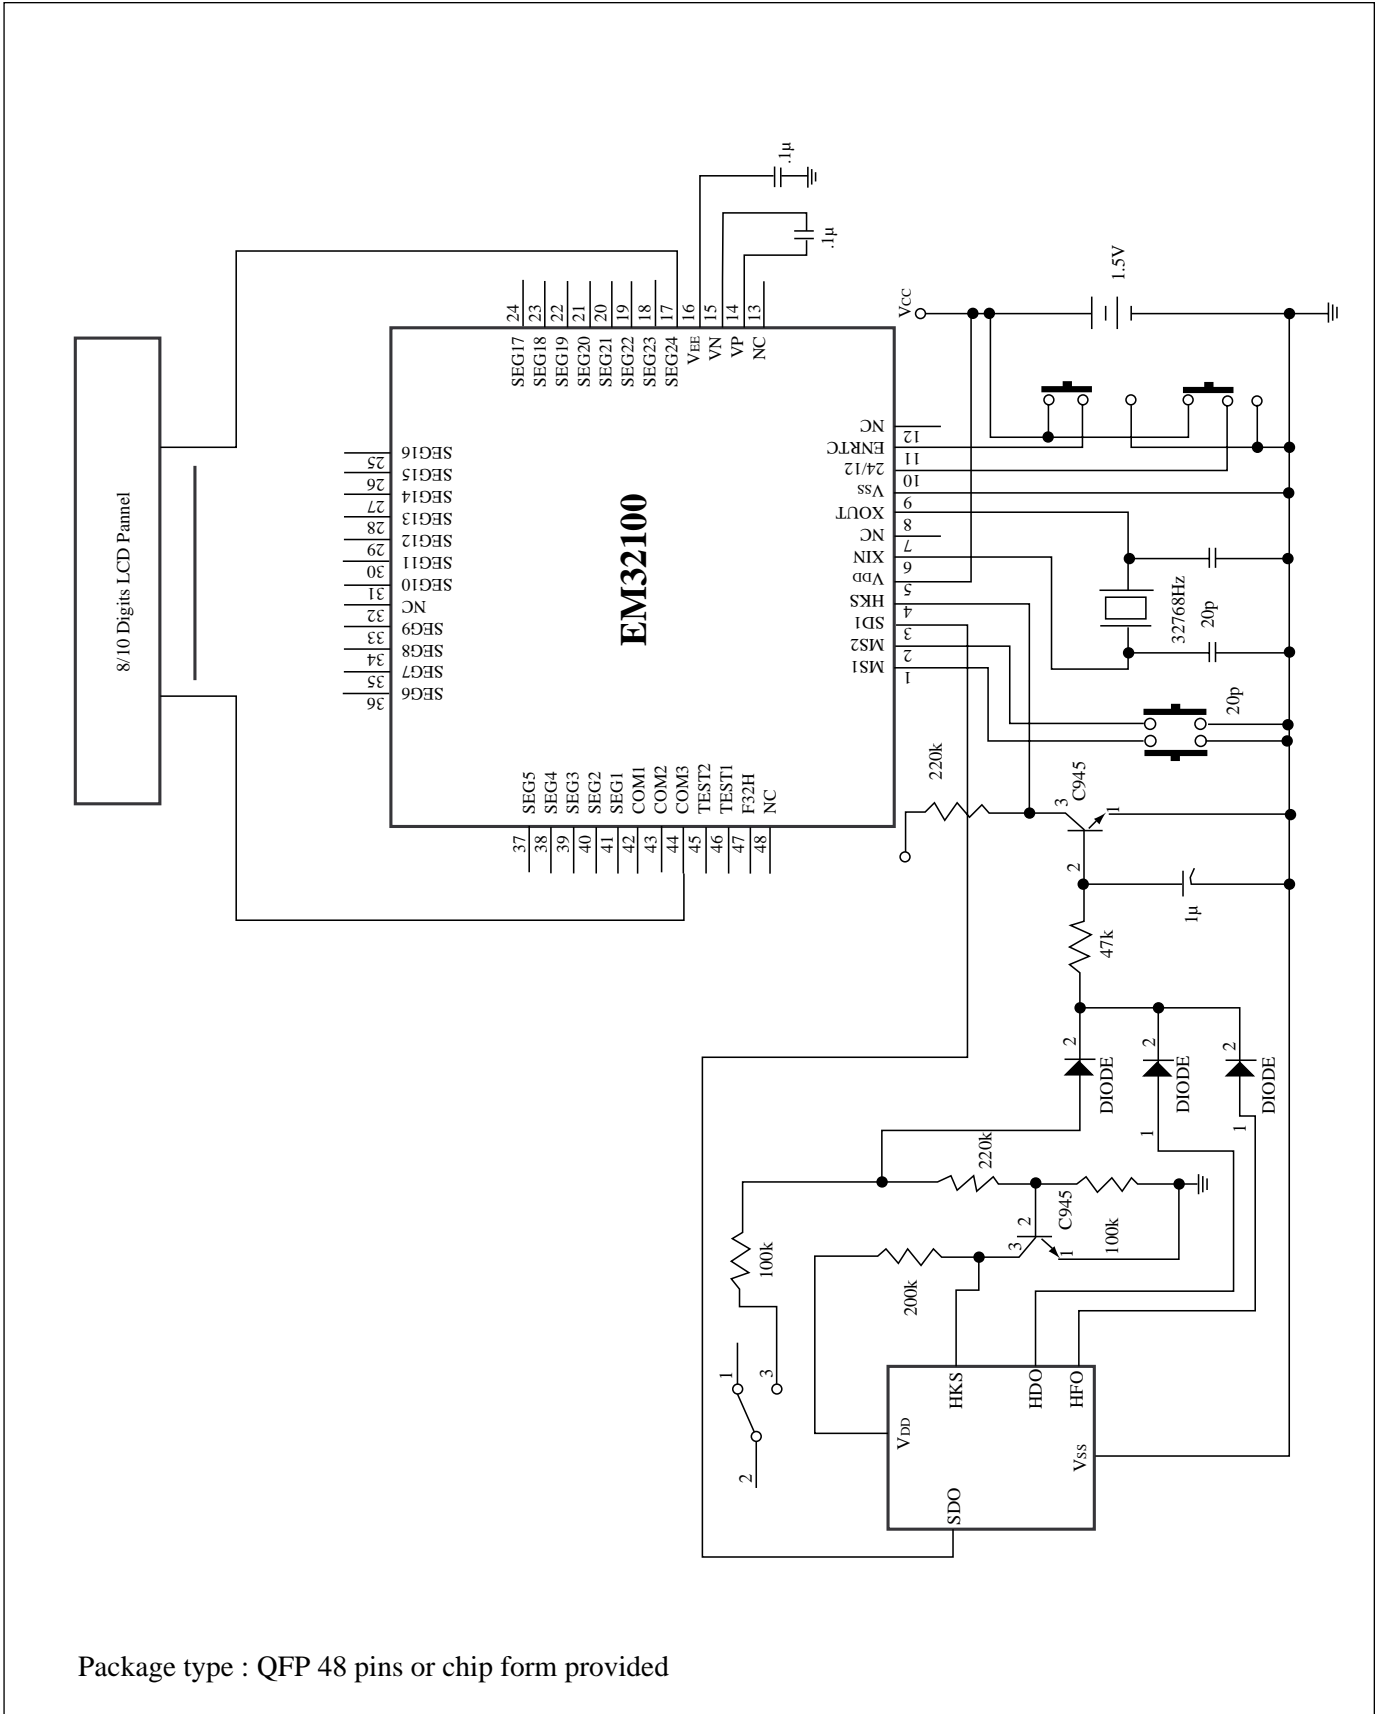 8/10 Digits LCD Pannel
EM32100
24
23
22
21
20
19
18
17
16
15
14
13
SEG17
SEG18
SEG19
SEG20
SEG21
SEG22
SEG23
SEG24
VEE
VN
VP
NC
.1µ
.1µ
SEG16
25
SEG15
26
SEG14
27
SEG13
28
SEG12
29
SEG11
30
SEG10
31
NC
32
SEG9
33
SEG8
34
SEG7
35
SEG6
36
NC
12
ENRTC
11
24/12
10
VSS
9
XOUT
8
NC
7
XIN
6
VDD
5
HKS
4
SD1
3
MS2
2
MS1
1
SEG5
SEG4
SEG3
SEG2
SEG1
COM1
COM2
COM3
TEST2
TEST1
F32H
NC
37
38
39
40
41
42
43
44
45
46
47
48
VCC
1.5V
32768Hz
20p
20p
220k
3
C945
1
2
1µ
47k
2
DIODE
2
1
DIODE
2
1
DIODE
220k
100k
2
C945
3
1
100k
200k
1
3
2
HKS
HDO
HFO
VDD
VSS
SDO
Package type : QFP 48 pins or chip form provided